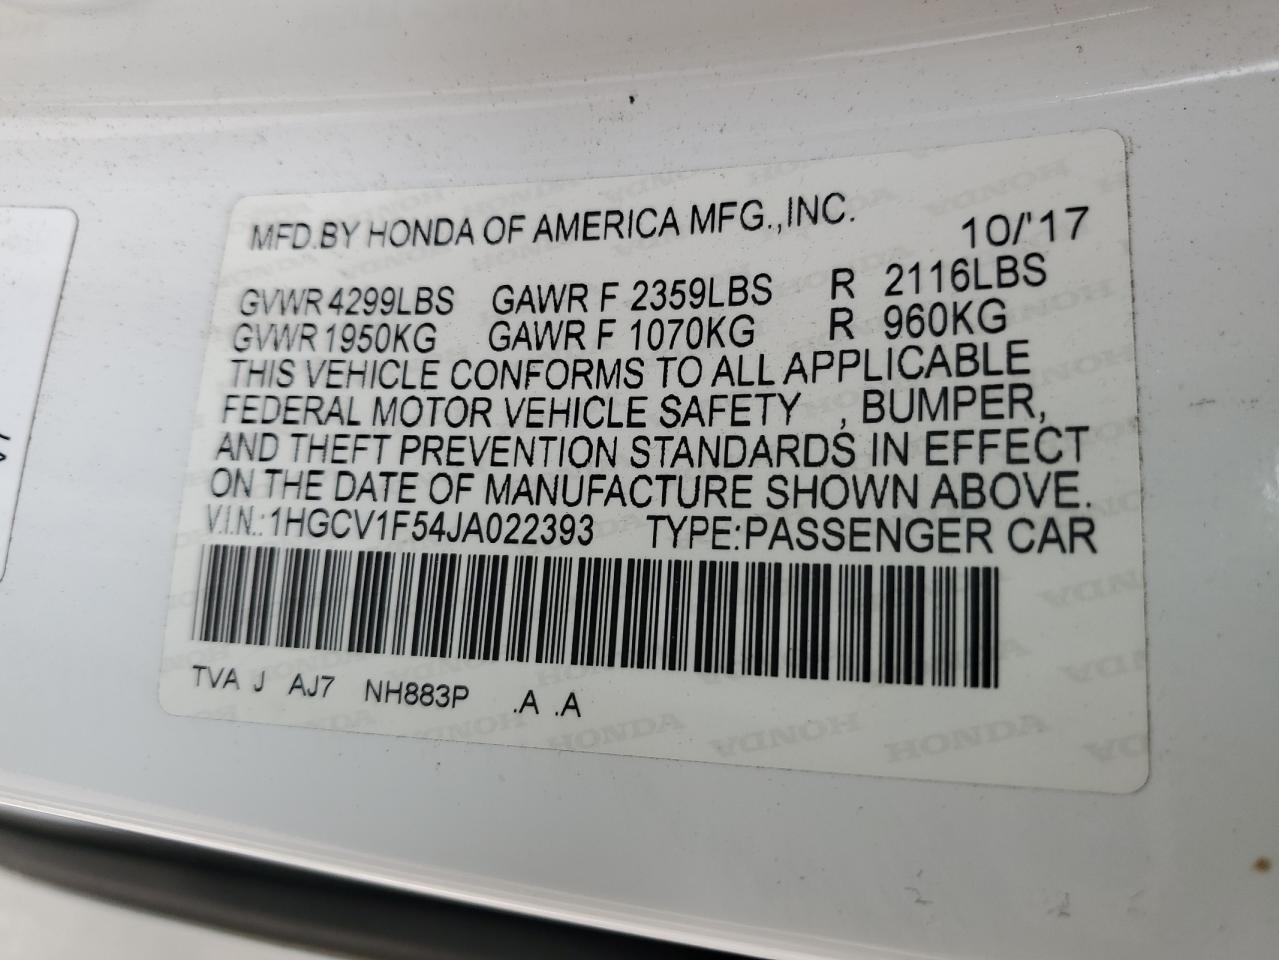 MFD.BY HONDA OF AMERICA MFG.,INC. 10/'17
GVWR 4299LBS GAWR F 2359LBS R 2116LBS
GVWR 1950KG GAWR F 1070KG R 960KG
THIS VEHICLE CONFORMS TO ALL APPLICABLE
FEDERAL MOTOR VEHICLE SAFETY , BUMPER,
AND THEFT PREVENTION STANDARDS IN EFFECT
ON THE DATE OF MANUFACTURE SHOWN ABOVE.
V.I.N.: 1HGCV1F54JA022393 TYPE:PASSENGER CAR
TVA J AJ7 NH883P .A .A